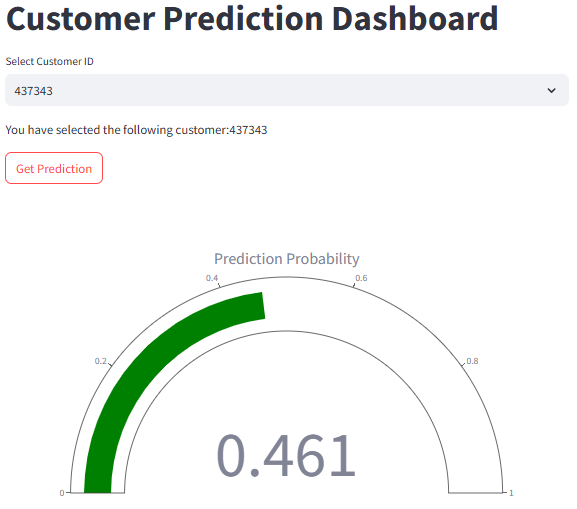 Customer Prediction Dashboard
Select Customer ID
437343
You have selected the following customer:437343
Get Prediction
Prediction Probability
0.4
0.6
0.2
0.8
0.461
0
1